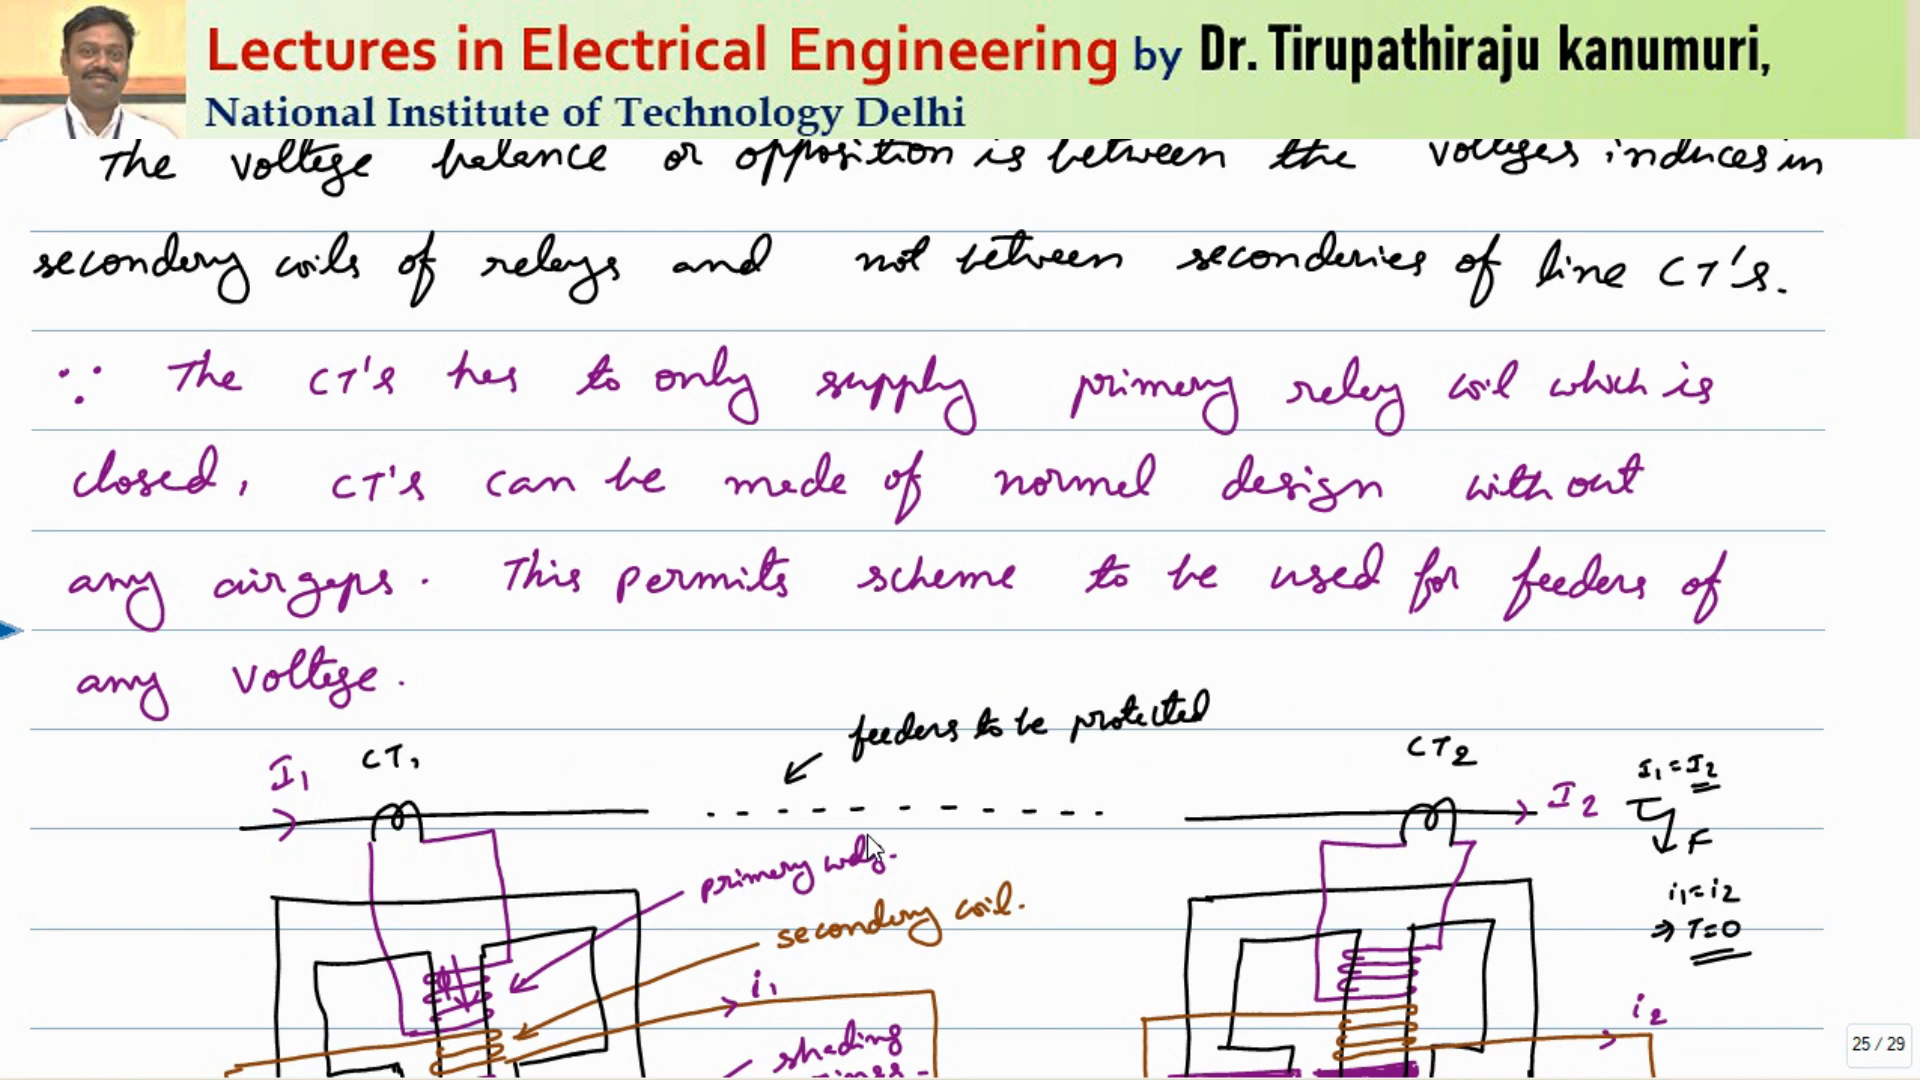 Lectures in Electrical Engineering by Dr. Tirupathiraju kanumuri,
National Institute of Technology Delhi
The voltage balance or opposition is between the voltages induces in
secondary coils of relays and not between secondaries of line CT's.
∵ The CT's has to only supply primary relay coil which is
closed, CT's can be made of normal design with out
any airgaps. This permits scheme to be used for feeders of
any voltage.
feeders to be protected
I1 CT1
CT2
I2
I1 = I2
F
primary wdg.
secondary coil.
i1 = i2
⇒ T=0
i1
i2
shading
rings
25 / 29